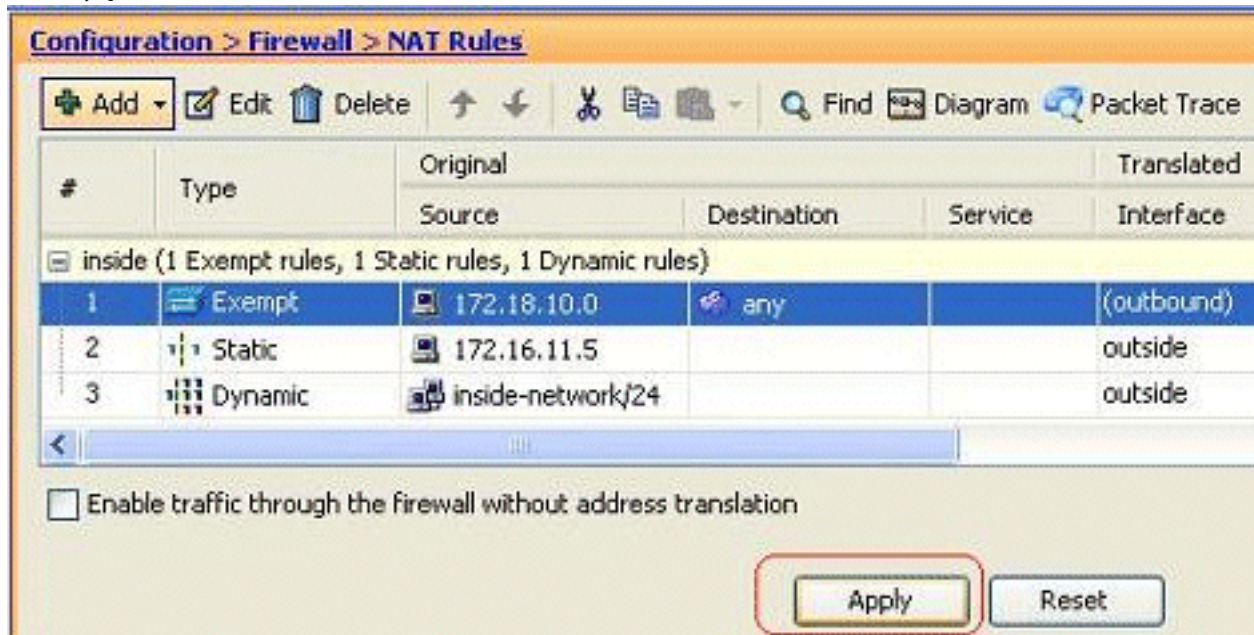 Configuration > Firewall > NAT Rules
Add Edit Delete Find Diagram Packet Trace
# Type Original Translated
Source Destination Service Interface
inside (1 Exempt rules, 1 Static rules, 1 Dynamic rules)
1 Exempt 172.18.10.0 any (outbound)
2 Static 172.16.11.5 outside
3 Dynamic inside-network/24 outside
Enable traffic through the firewall without address translation
Apply Reset